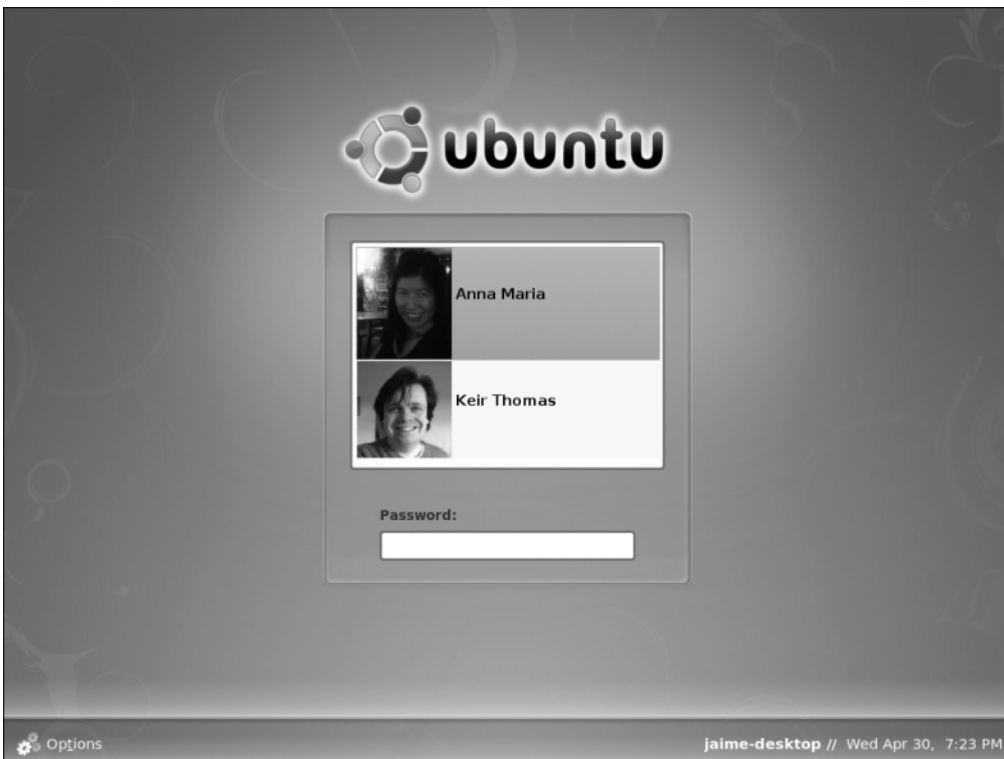 ubuntu
Anna Maria
Keir Thomas
Password:
Options
jaime-desktop // Wed Apr 30, 7:23 PM